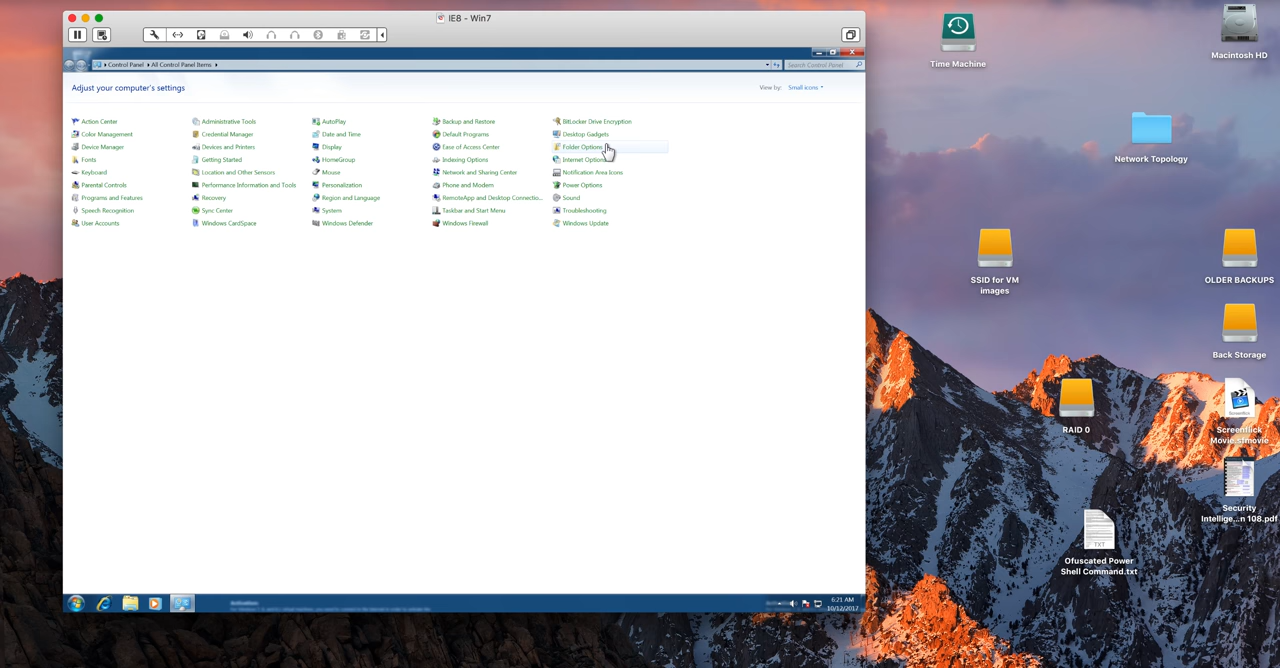 IE8 - Win7
Control Panel
All Control Panel Items
Search Control Panel
Adjust your computer's settings
View by: Small icons
Action Center
Administrative Tools
AutoPlay
Backup and Restore
BitLocker Drive Encryption
Color Management
Credential Manager
Date and Time
Default Programs
Desktop Gadgets
Device Manager
Devices and Printers
Display
Ease of Access Center
Folder Options
Fonts
Getting Started
HomeGroup
Indexing Options
Internet Options
Keyboard
Location and Other Sensors
Mouse
Network and Sharing Center
Notification Area Icons
Parental Controls
Performance Information and Tools
Personalization
Phone and Modem
Power Options
Programs and Features
Recovery
Region and Language
RemoteApp and Desktop Connectio...
Sound
Speech Recognition
Sync Center
System
Taskbar and Start Menu
Troubleshooting
User Accounts
Windows CardSpace
Windows Defender
Windows Firewall
Windows Update
6:21 AM
10/12/2017
Time Machine
Macintosh HD
Network Topology
SSID for VM
images
OLDER BACKUPS
Back Storage
RAID 0
Screenflick
Screenflick
Movie.sfmovie
Security
Intellige...n 108.pdf
TXT
Ofuscated Power
Shell Command.txt